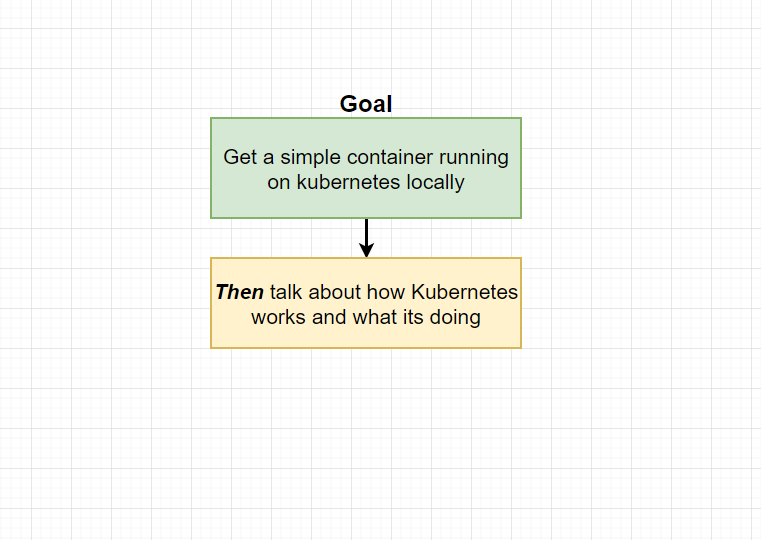 Goal
Get a simple container running
on kubernetes locally
Then talk about how Kubernetes
works and what its doing